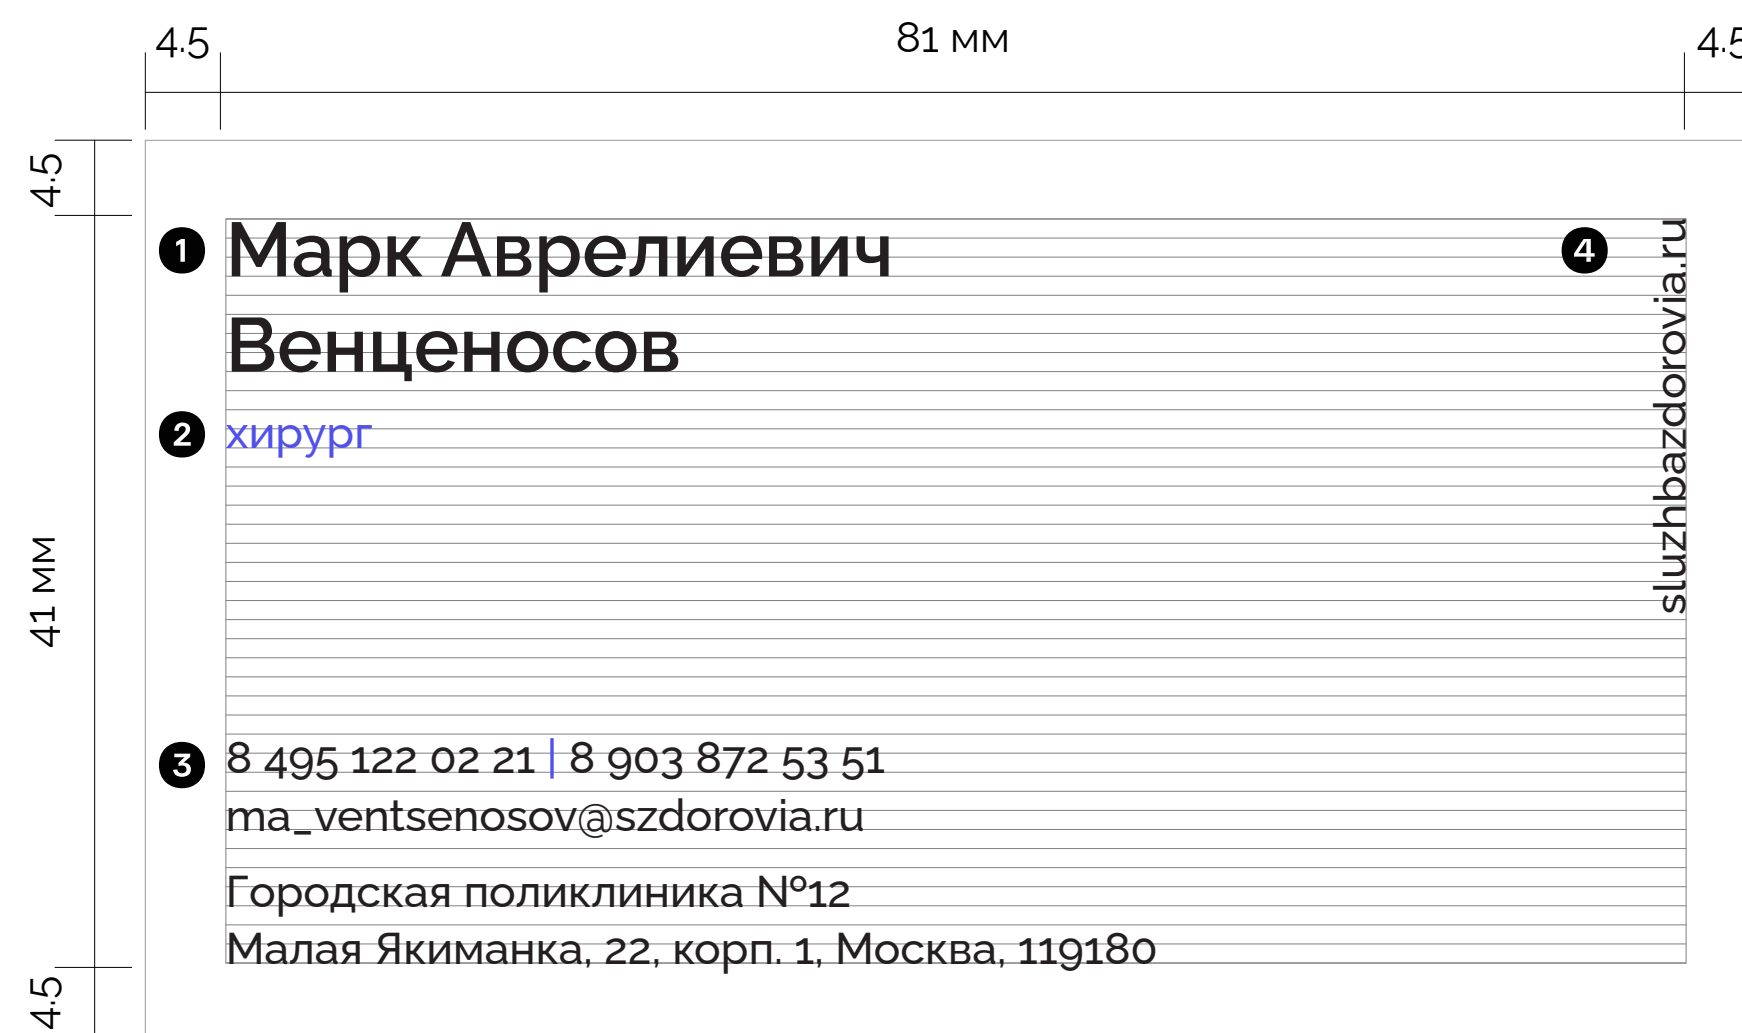 4.5 81 мм 4.5
4.5
1 Марк Аврелиевич
Венценосов
2 хирург
41 мм
3 8 495 122 02 21 | 8 903 872 53 51
ma_ventsenosov@szdorovia.ru
Городская поликлиника №12
Малая Якиманка, 22, корп. 1, Москва, 119180
4 sluzhbazdorovia.ru
4.5